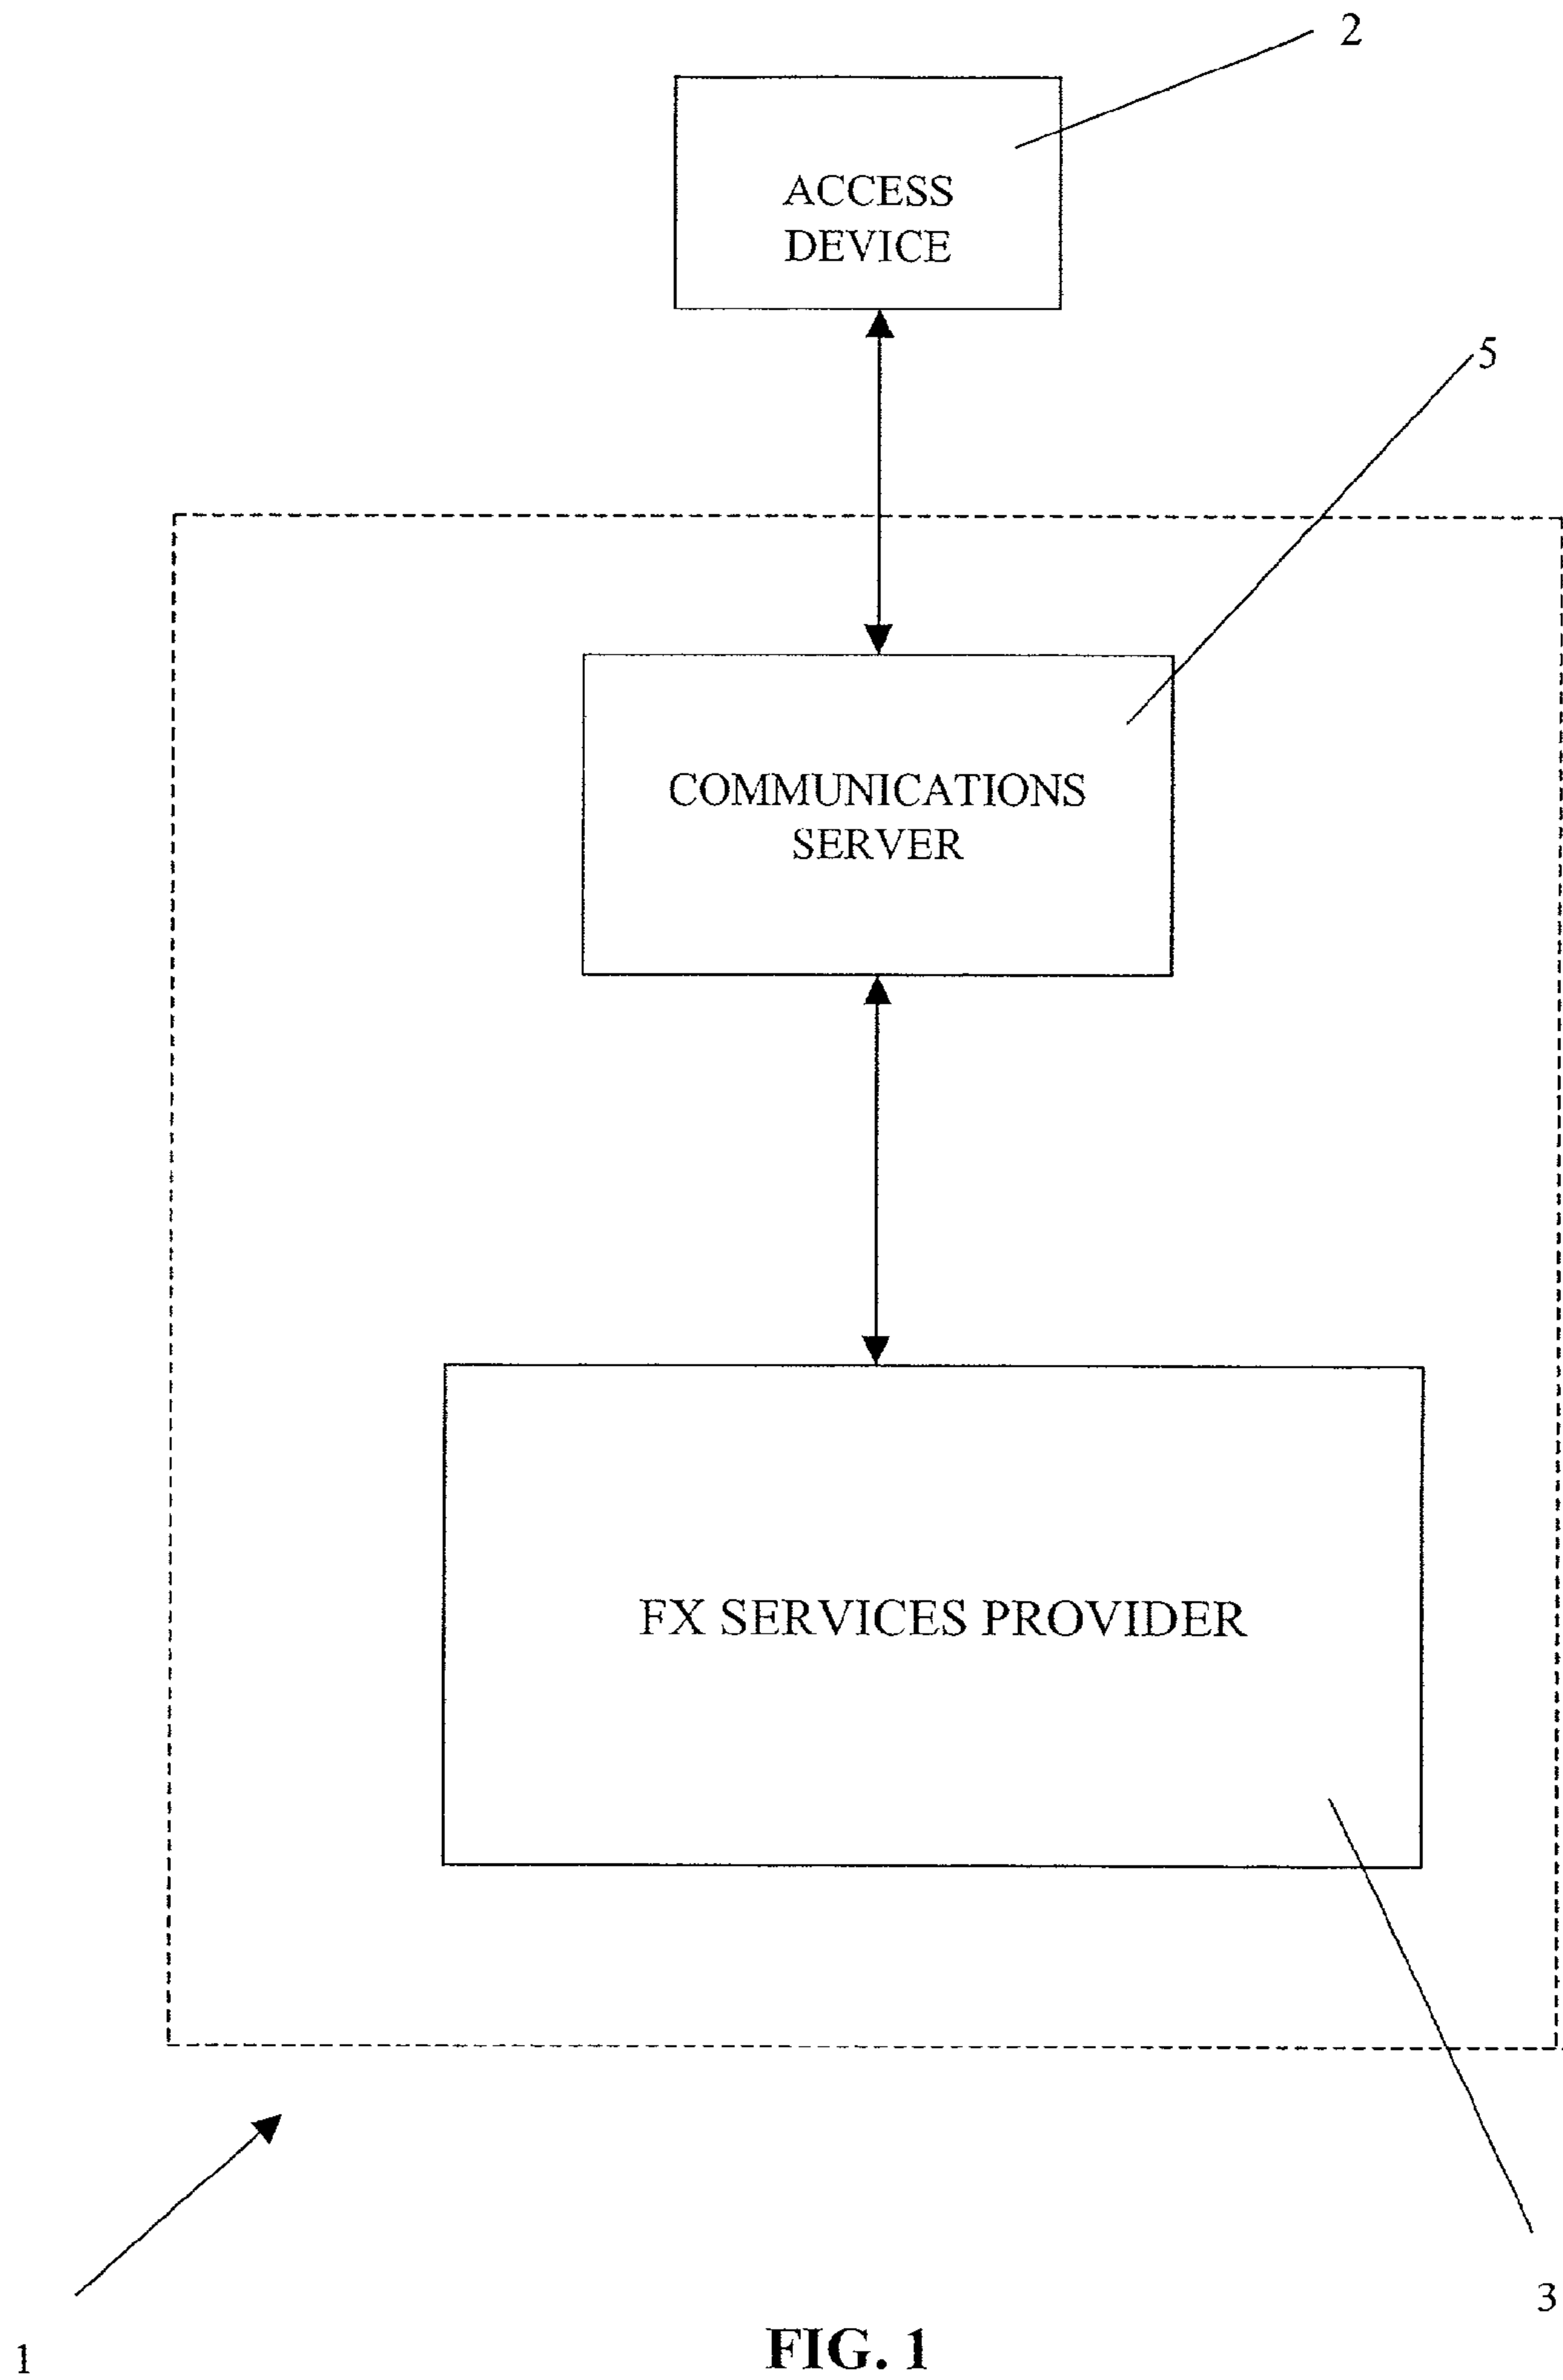 2
ACCESS
DEVICE
5
COMMUNICATIONS
SERVER
FX SERVICES PROVIDER
3
1
FIG. 1